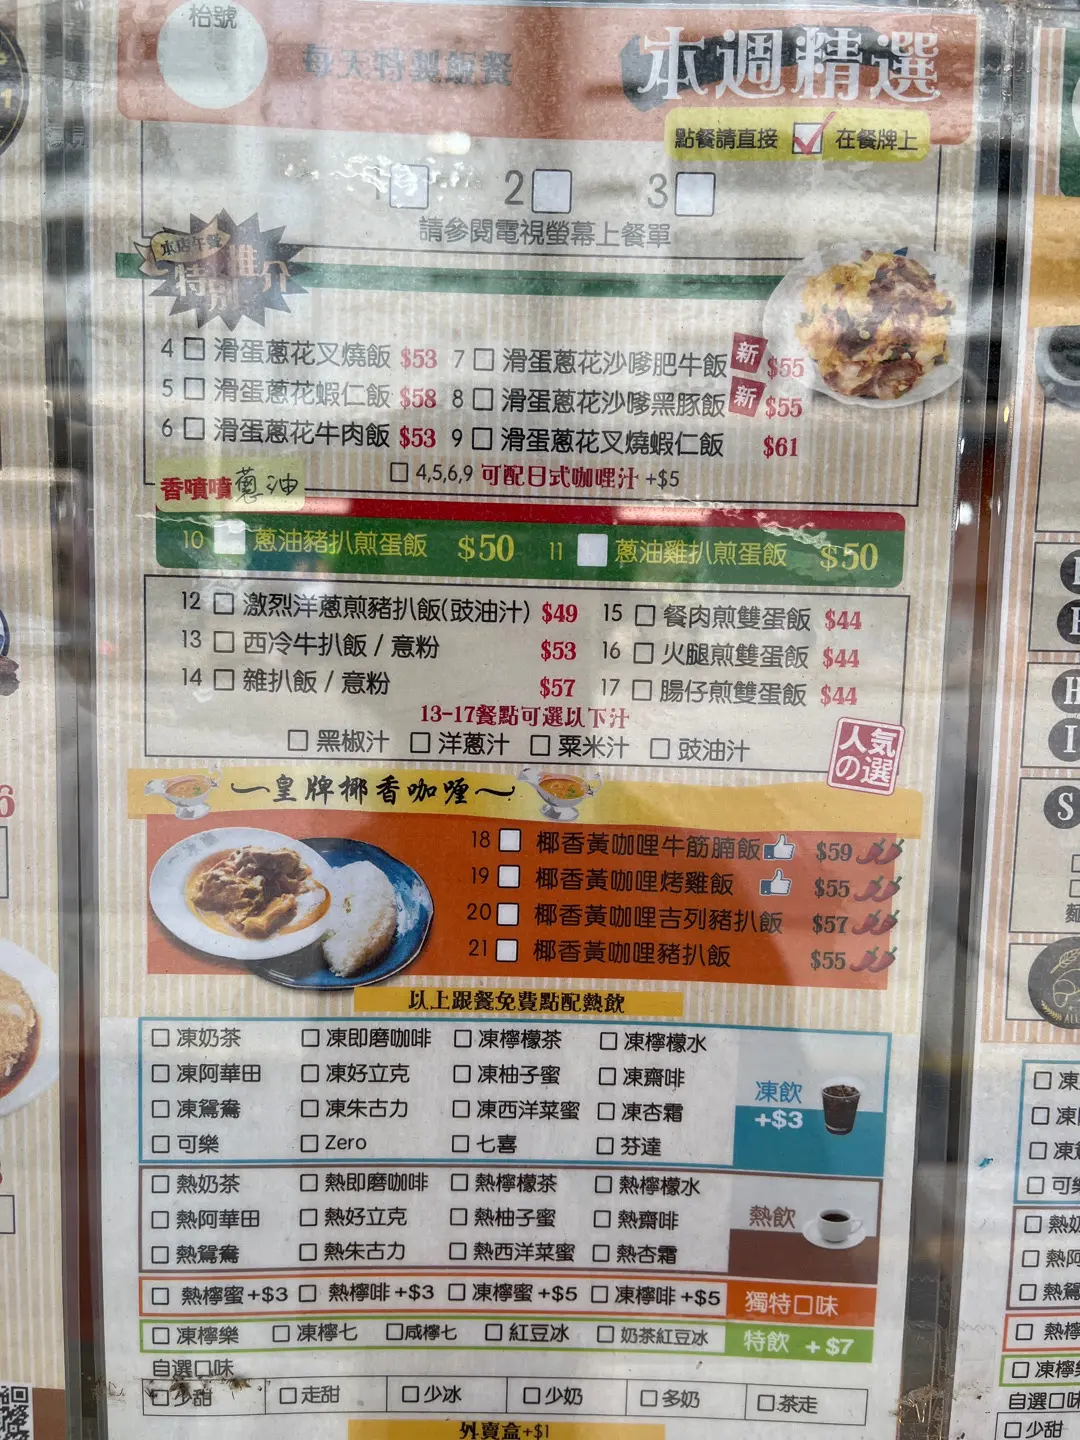 枱號
每天特製飯餐
本週精選
點餐請直接 在餐牌上
1 2 3
請參閱電視螢幕上餐單
本店午餐
特別推介
4 滑蛋蔥花叉燒飯 $53
5 滑蛋蔥花蝦仁飯 $58
6 滑蛋蔥花牛肉飯 $53
7 滑蛋蔥花沙嗲肥牛飯 新 $55
8 滑蛋蔥花沙嗲黑豚飯 新 $55
9 滑蛋蔥花叉燒蝦仁飯 $61
4,5,6,9 可配日式咖哩汁 +$5
香噴噴蔥油
10 蔥油豬扒煎蛋飯 $50
11 蔥油雞扒煎蛋飯 $50
12 激烈洋蔥煎豬扒飯(豉油汁) $49
13 西冷牛扒飯 / 意粉 $53
14 雜扒飯 / 意粉 $57
15 餐肉煎雙蛋飯 $44
16 火腿煎雙蛋飯 $44
17 腸仔煎雙蛋飯 $44
13-17餐點可選以下汁
黑椒汁 洋蔥汁 粟米汁 豉油汁
人気の選
皇牌椰香咖喱
18 椰香黃咖哩牛筋腩飯 $59
19 椰香黃咖哩烤雞飯 $55
20 椰香黃咖哩吉列豬扒飯 $57
21 椰香黃咖哩豬扒飯 $55
以上跟餐免費點配熱飲
凍奶茶 凍即磨咖啡 凍檸檬茶 凍檸檬水
凍阿華田 凍好立克 凍柚子蜜 凍齋啡
凍鴛鴦 凍朱古力 凍西洋菜蜜 凍杏霜
可樂 Zero 七喜 芬達
凍飲
+$3
熱奶茶 熱即磨咖啡 熱檸檬茶 熱檸檬水
熱阿華田 熱好立克 熱柚子蜜 熱齋啡
熱鴛鴦 熱朱古力 熱西洋菜蜜 熱杏霜
熱飲
熱檸蜜+$3 熱檸啡+$3 凍檸蜜+$5 凍檸啡+$5 獨特口味
凍檸樂 凍檸七 咸檸七 紅豆冰 奶茶紅豆冰 特飲 +$7
自選口味
少甜 走甜 少冰 少奶 多奶 茶走
外賣盒+$1